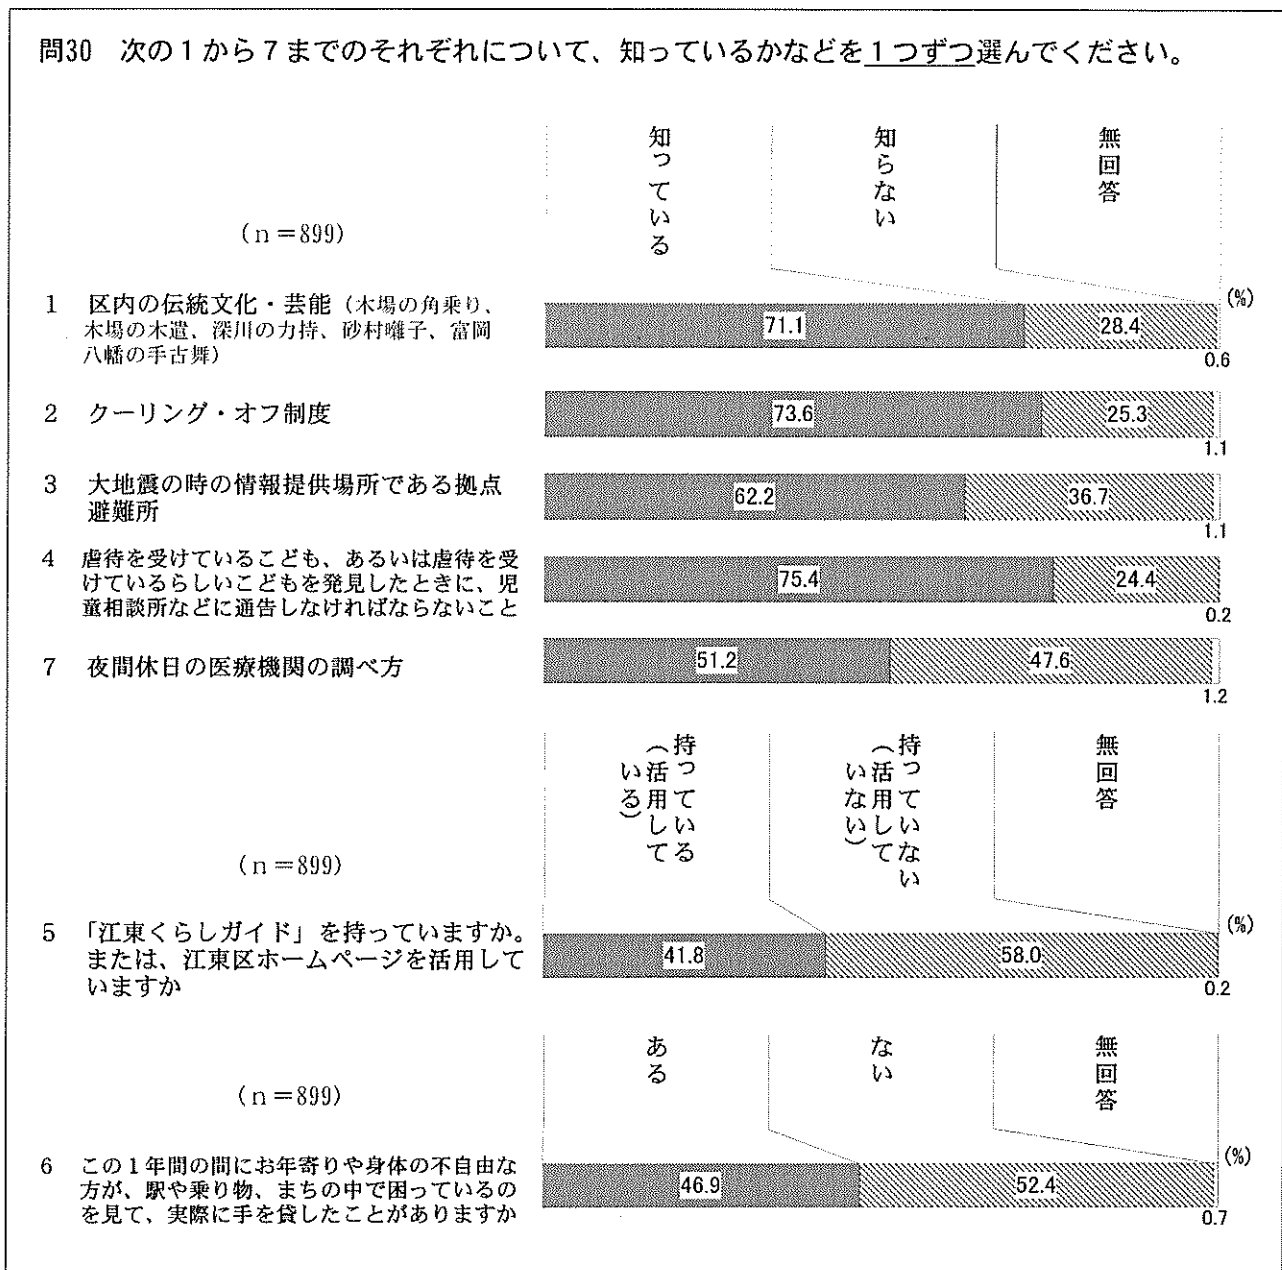 問30　次の１から７までのそれぞれについて、知っているかなどを１つずつ選んでください。
知っている
知らない
無回答
（ｎ＝899）
(%)
1　区内の伝統文化・芸能（木場の角乗り、
木場の木遣、深川の力持、砂村囃子、富岡
八幡の手古舞）
71.1
28.4
0.6
2　クーリング・オフ制度
73.6
25.3
1.1
3　大地震の時の情報提供場所である拠点
避難所
62.2
36.7
1.1
4　虐待を受けているこども、あるいは虐待を受
けているらしいこどもを発見したときに、児
童相談所などに通告しなければならないこと
75.4
24.4
0.2
7　夜間休日の医療機関の調べ方
51.2
47.6
1.2
持っている
（活用して
いる）
持っていない
（活用して
いない）
無回答
（ｎ＝899）
(%)
5　「江東くらしガイド」を持っていますか。
または、江東区ホームページを活用して
いますか
41.8
58.0
0.2
ある
ない
無回答
（ｎ＝899）
(%)
6　この１年間の間にお年寄りや身体の不自由な
方が、駅や乗り物、まちの中で困っているの
を見て、実際に手を貸したことがありますか
46.9
52.4
0.7